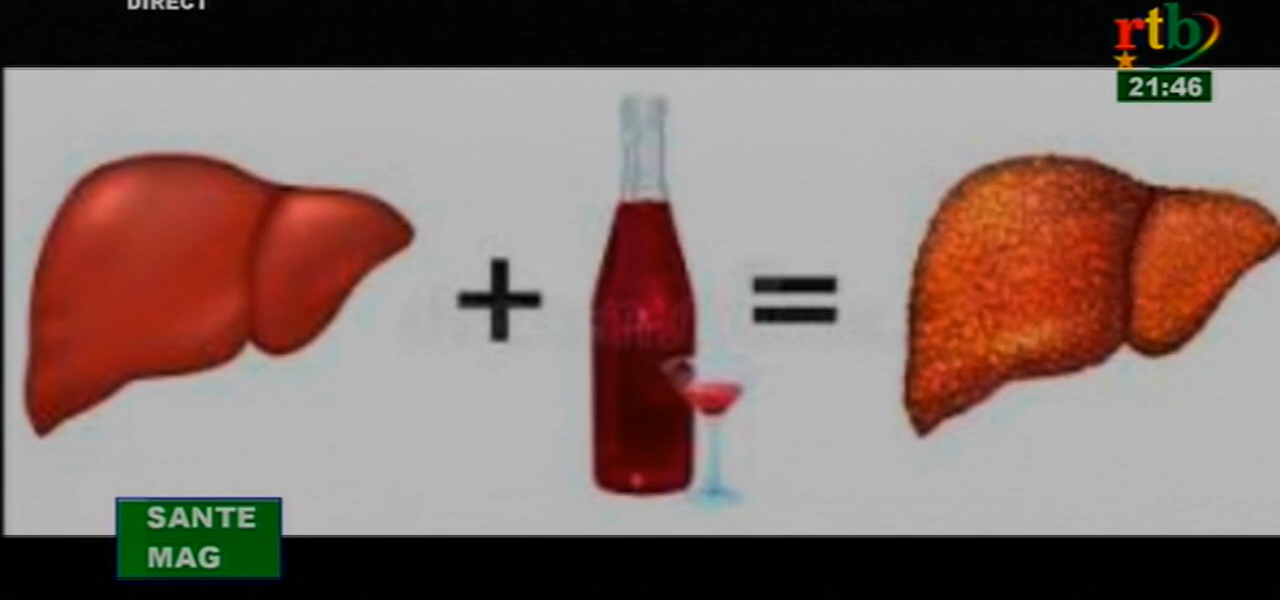 DIRECT
rtb
21:46
+
=
SANTE
MAG